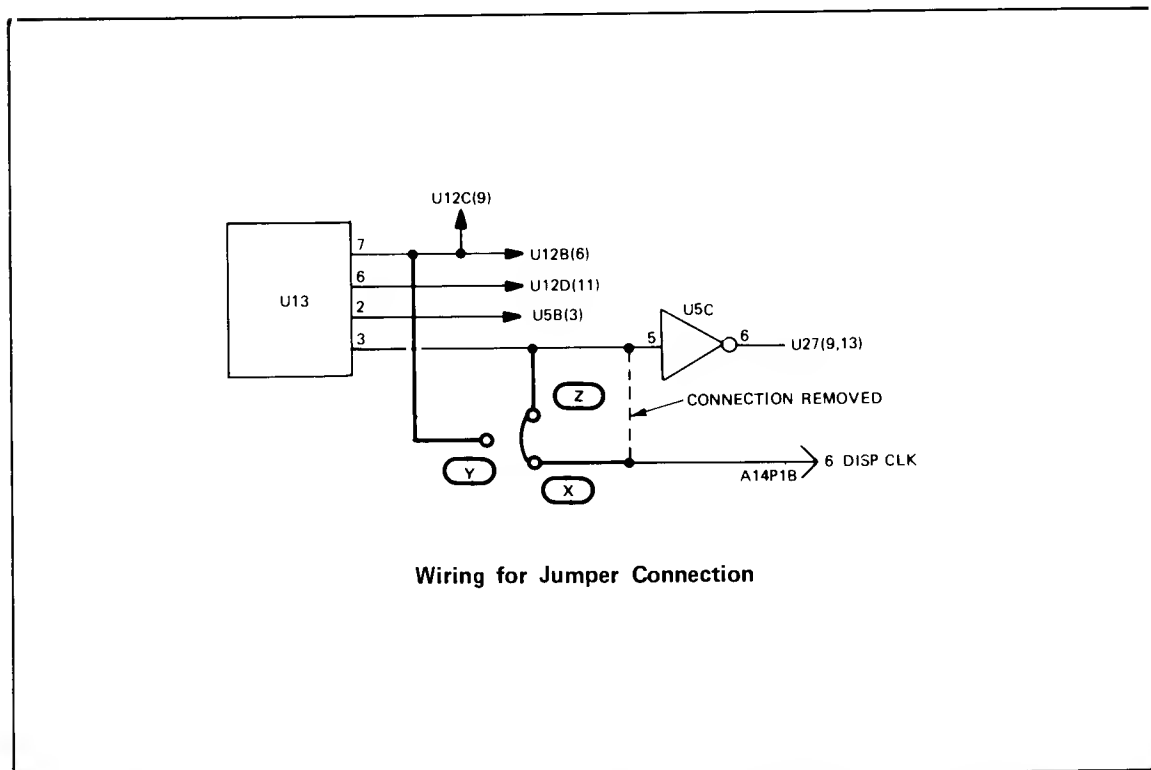 U12C(9)
7
U12B(6)
6
U12D(11)
U13
2
U5B(3)
U5C
3
5
6
U27(9,13)
Z
CONNECTION REMOVED
Y
X
A14P1B
6 DISP CLK
Wiring for Jumper Connection